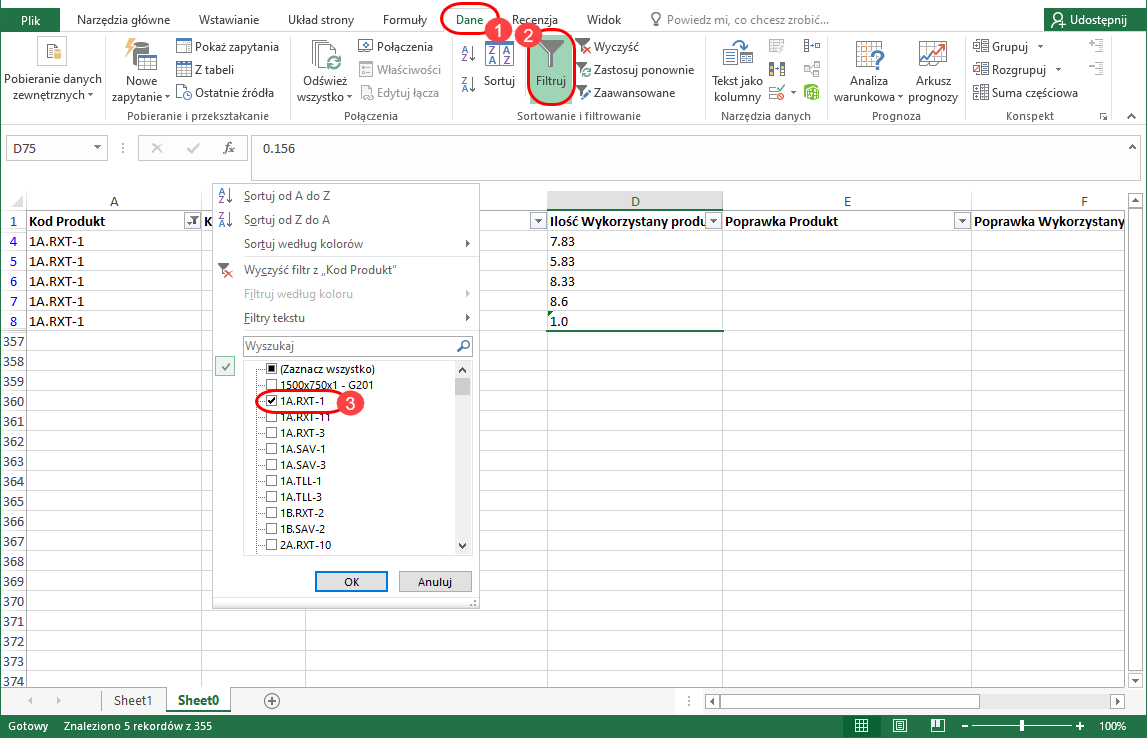 Plik Narzędzia główne Wstawianie Układ strony Formuły Dane Recenzja Widok Powiedz mi, co chcesz zrobić... Udostępnij
1 2
Pobieranie danych zewnętrznych
Nowe zapytanie
Pokaż zapytania
Z tabeli
Ostatnie źródła
Pobieranie i przekształcanie
Odśwież wszystko
Połączenia
Właściwości
Edytuj łącza
Połączenia
Sortuj
Filtruj
Wyczyść
Zastosuj ponownie
Zaawansowane
Sortowanie i filtrowanie
Tekst jako kolumny
Narzędzia danych
Analiza warunkowa
Arkusz prognozy
Prognoza
Grupuj
Rozgrupuj
Suma częściowa
Konspekt
D75 fx 0.156
A D E F
1 Kod Produkt K Ilość Wykorzystany produ Poprawka Produkt Poprawka Wykorzystany
4 1A.RXT-1 7.83
5 1A.RXT-1 5.83
6 1A.RXT-1 8.33
7 1A.RXT-1 8.6
8 1A.RXT-1 1.0
357
358
359
360
361
362
363
364
365
366
367
368
369
370
371
372
373
374
Sortuj od A do Z
Sortuj od Z do A
Sortuj według kolorów
Wyczyść filtr z „Kod Produkt”
Filtruj według koloru
Filtry tekstu
Wyszukaj
(Zaznacz wszystko)
1500x750x1 - G201
1A.RXT-1 3
1A.RXT-11
1A.RXT-3
1A.SAV-1
1A.SAV-3
1A.TLL-1
1A.TLL-3
1B.RXT-2
1B.SAV-2
2A.RXT-10
OK Anuluj
Sheet1 Sheet0
Gotowy Znaleziono 5 rekordów z 355 100%